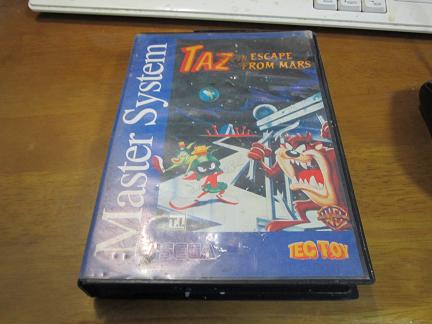 Master System
TAZ IN ESCAPE
FROM MARS
T.I.
SEGA
TEC TOY